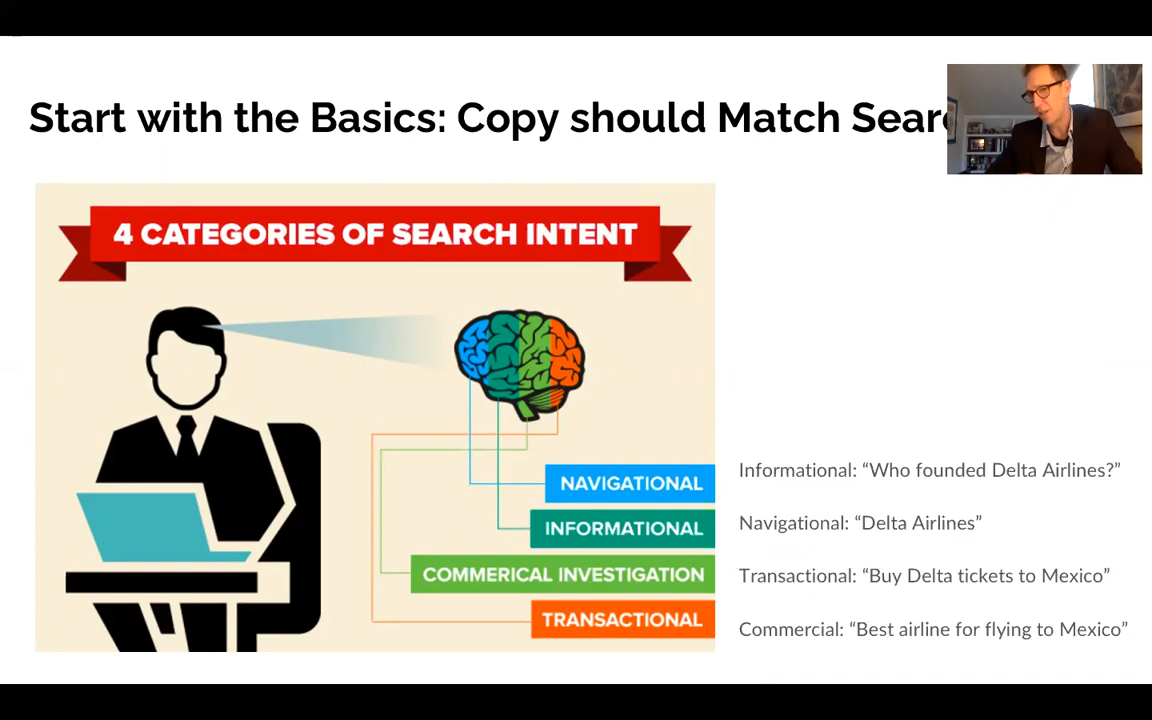 Start with the Basics: Copy should Match
4 CATEGORIES OF SEARCH INTENT
NAVIGATIONAL
INFORMATIONAL
COMMERICAL INVESTIGATION
TRANSACTIONAL
Informational: “Who founded Delta Airlines?”
Navigational: “Delta Airlines”
Transactional: “Buy Delta tickets to Mexico”
Commercial: “Best airline for flying to Mexico”